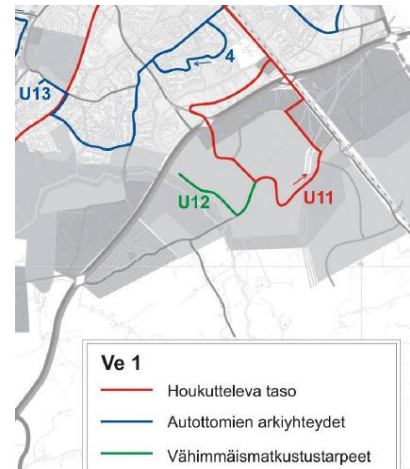 4
U13
U12
U11
Ve 1
Houkutteleva taso
Autottomien arkiyhteydet
Vähimmäismatkustustarpeet